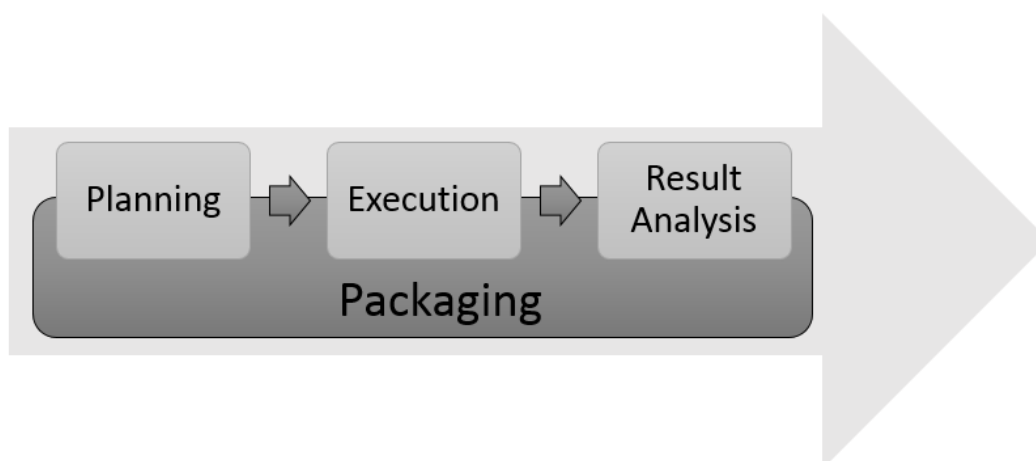 Planning
Execution
Result
Analysis
Packaging